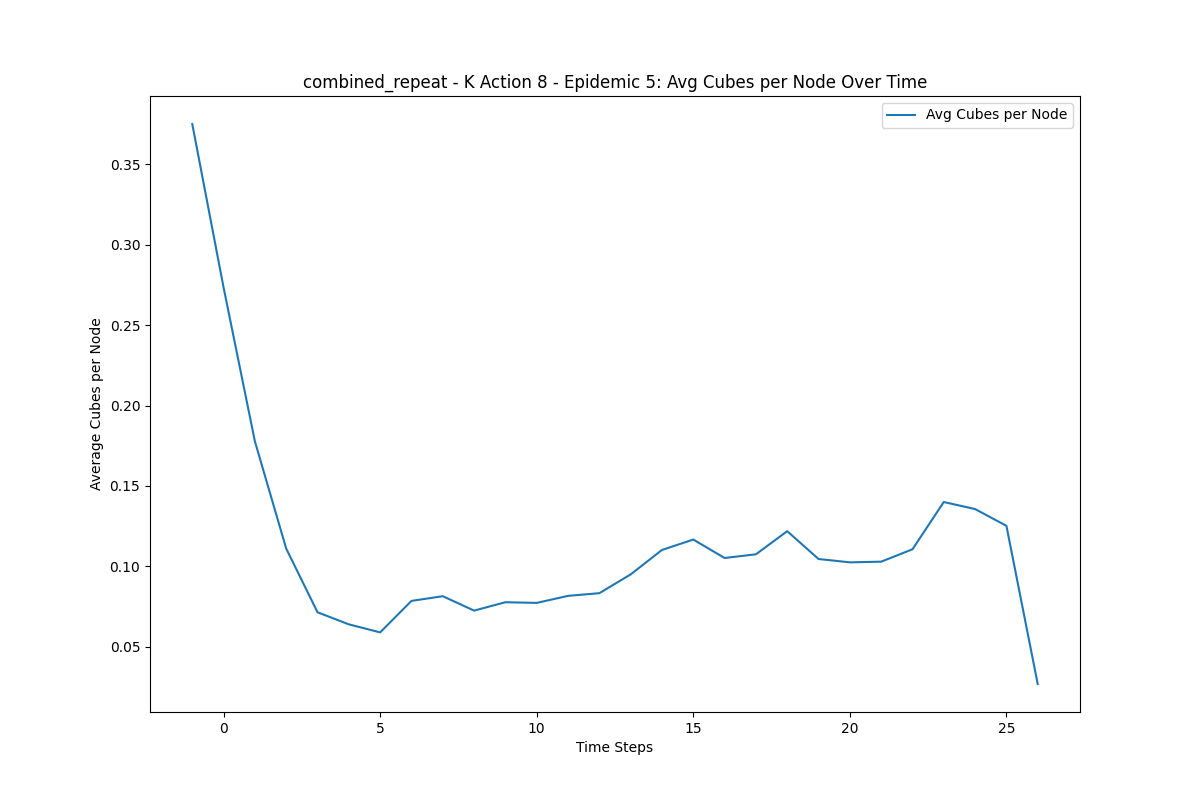 combined_repeat - K Action 8 - Epidemic 5: Avg Cubes per Node Over Time
Avg Cubes per Node
Average Cubes per Node
0.35
0.30
0.25
0.20
0.15
0.10
0.05
0 5 10 15 20 25
Time Steps